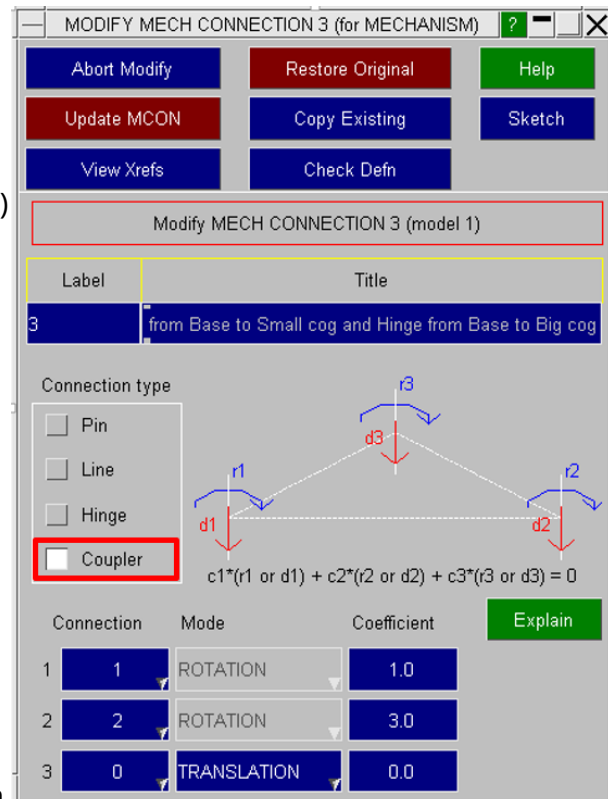 MODIFY MECH CONNECTION 3 (for MECHANISM) ?
Abort Modify Restore Original Help
Update MCON Copy Existing Sketch
View Xrefs Check Defn
)
Modify MECH CONNECTION 3 (model 1)
Label Title
3 from Base to Small cog and Hinge from Base to Big cog
Connection type
Pin
Line
Hinge
Coupler
r3
d3
r1
r2
d1
d2
c1*(r1 or d1) + c2*(r2 or d2) + c3*(r3 or d3) = 0
Explain
Connection Mode Coefficient
1 1 ROTATION 1.0
2 2 ROTATION 3.0
3 0 TRANSLATION 0.0